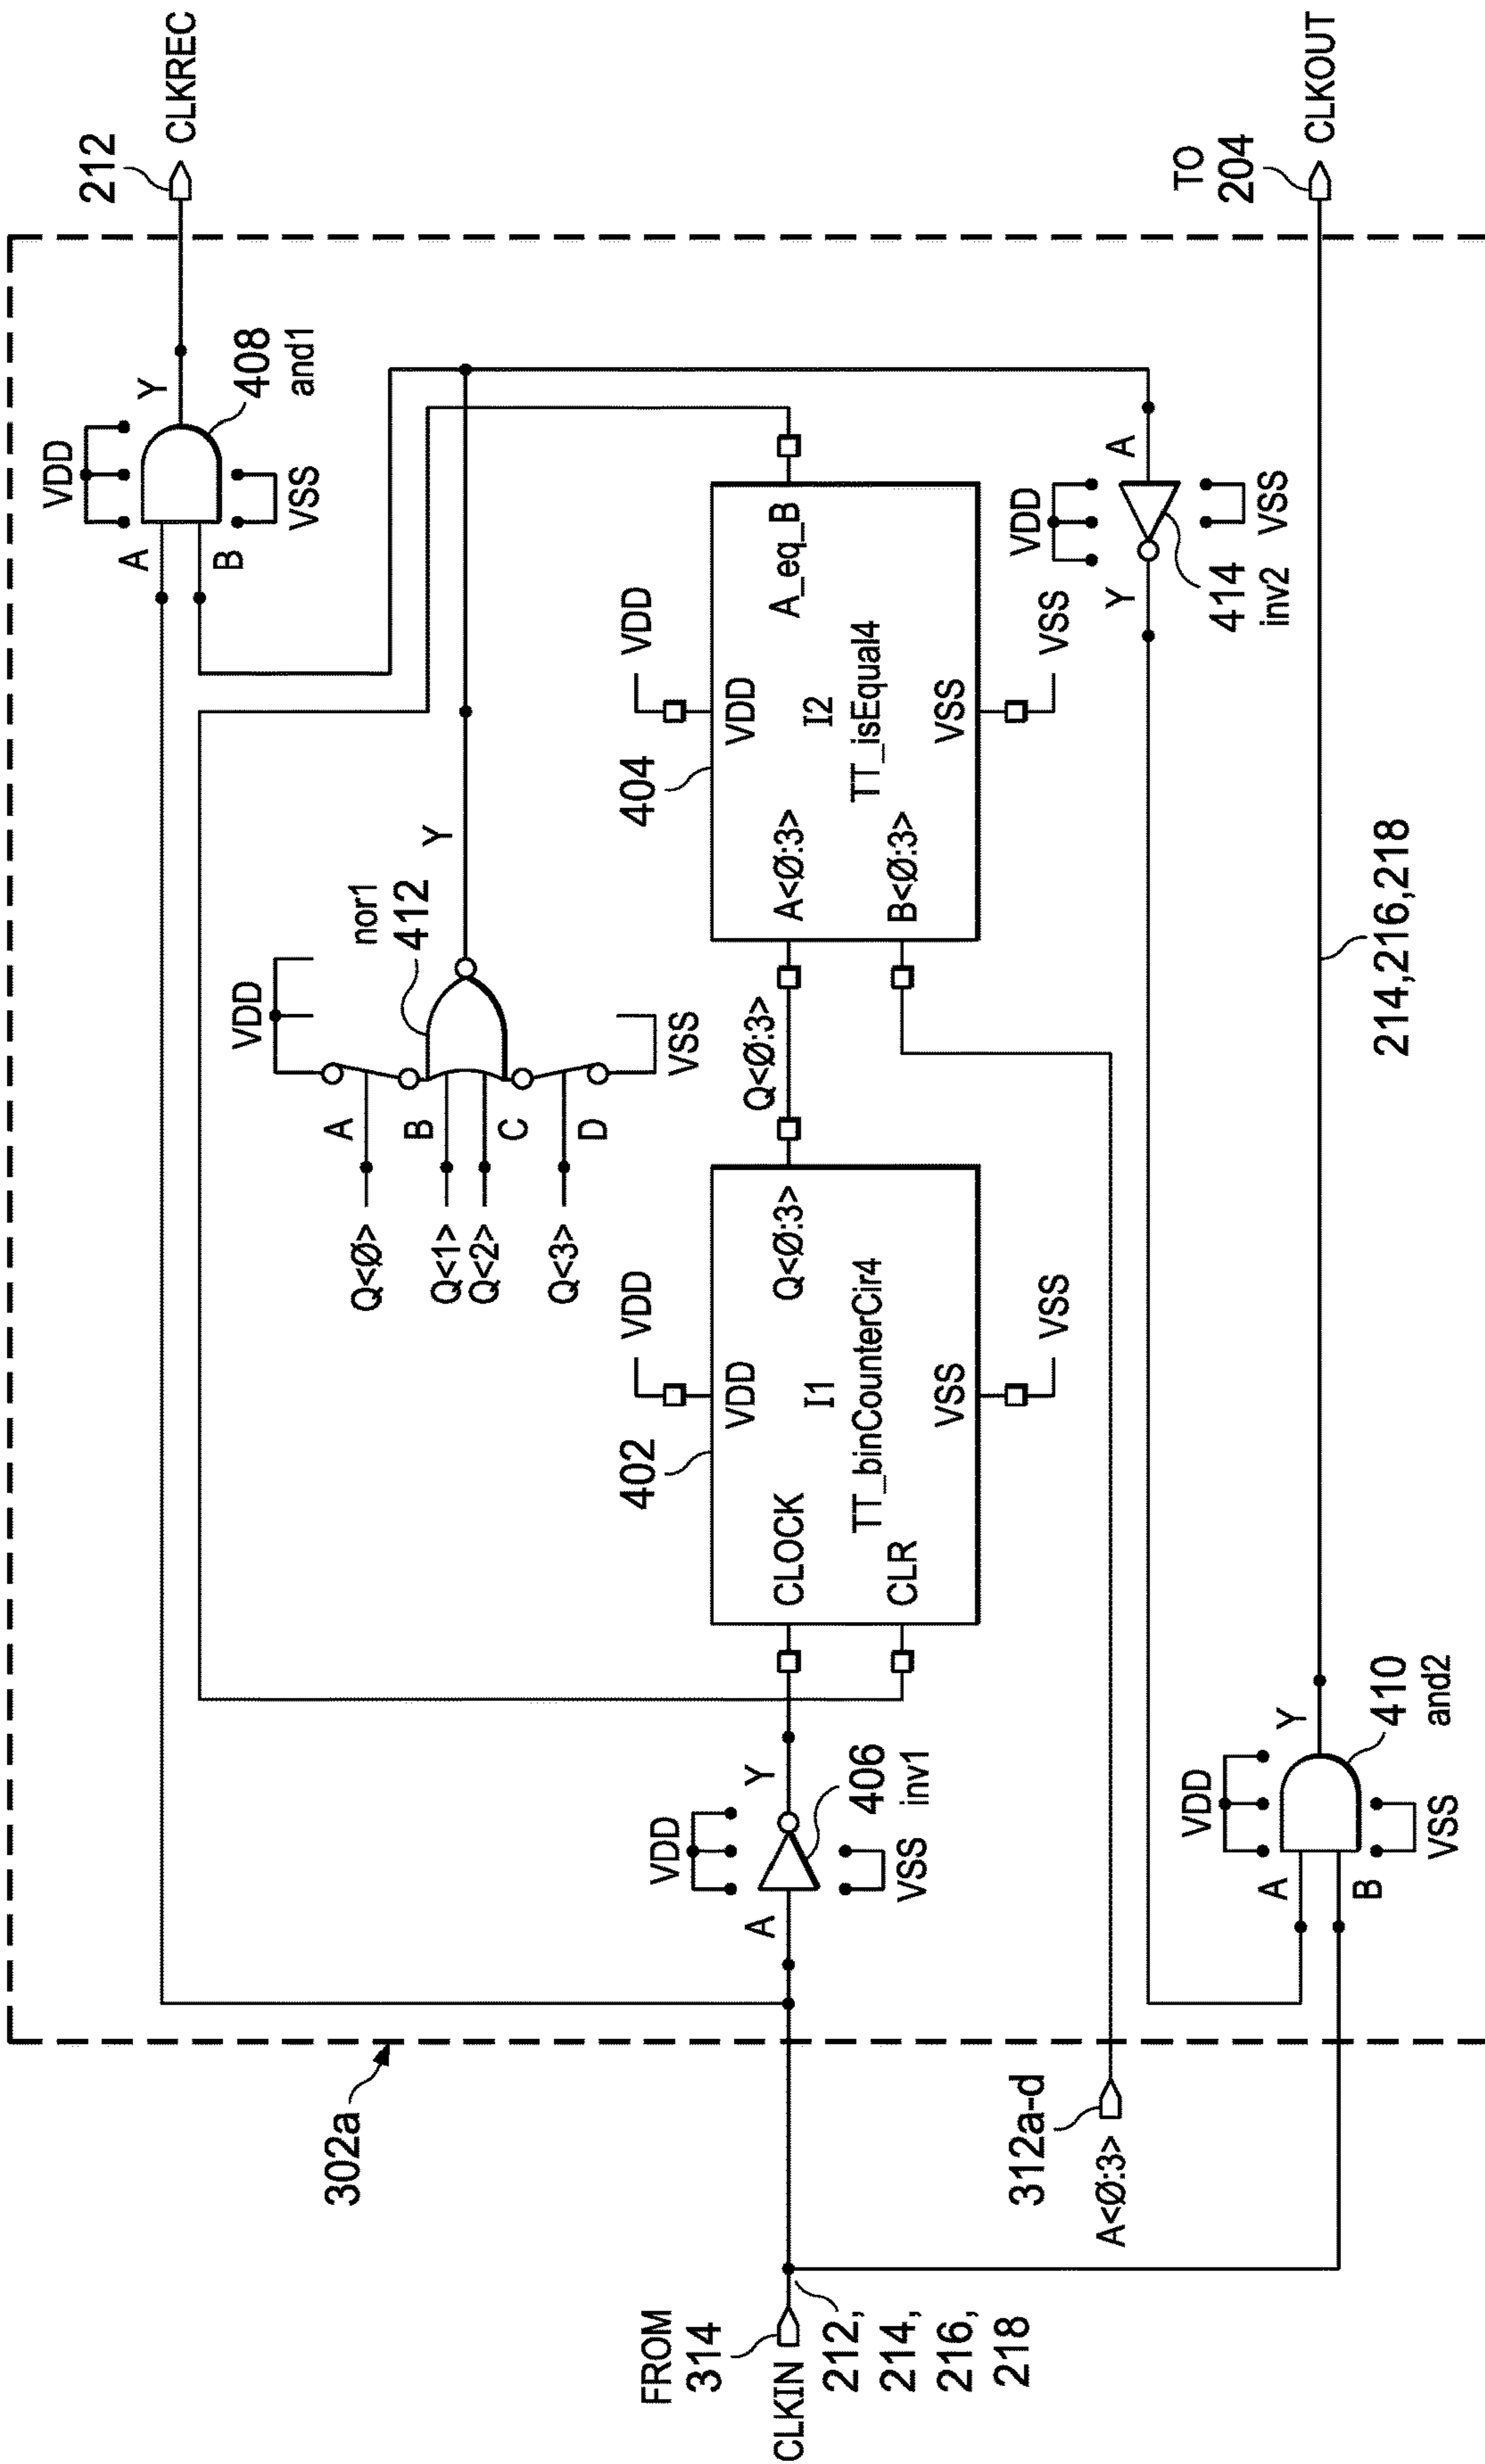 302a
FROM
314
CLKIN
212,
214,
216,
218
312a-d
A<Ø:3>
A
VDD
VSS
Y
406
inv1
402
CLOCK
CLR
VDD
I1
TT_binCounterCir4
Q<Ø:3>
VSS
VDD
VSS
Q<Ø:3>
Q<Ø>
Q<1>
Q<2>
Q<3>
A
B
C
D
VDD
VSS
nor1
412
Y
404
A<Ø:3>
B<Ø:3>
VDD
I2
TT_isEqual4
A_eq_B
VSS
VDD
VSS
A
B
VDD
VSS
Y
408
and1
212
CLKREC
A
VDD
VSS
Y
414
inv2
A
B
VDD
VSS
Y
410
and2
214,216,218
TO
204
CLKOUT